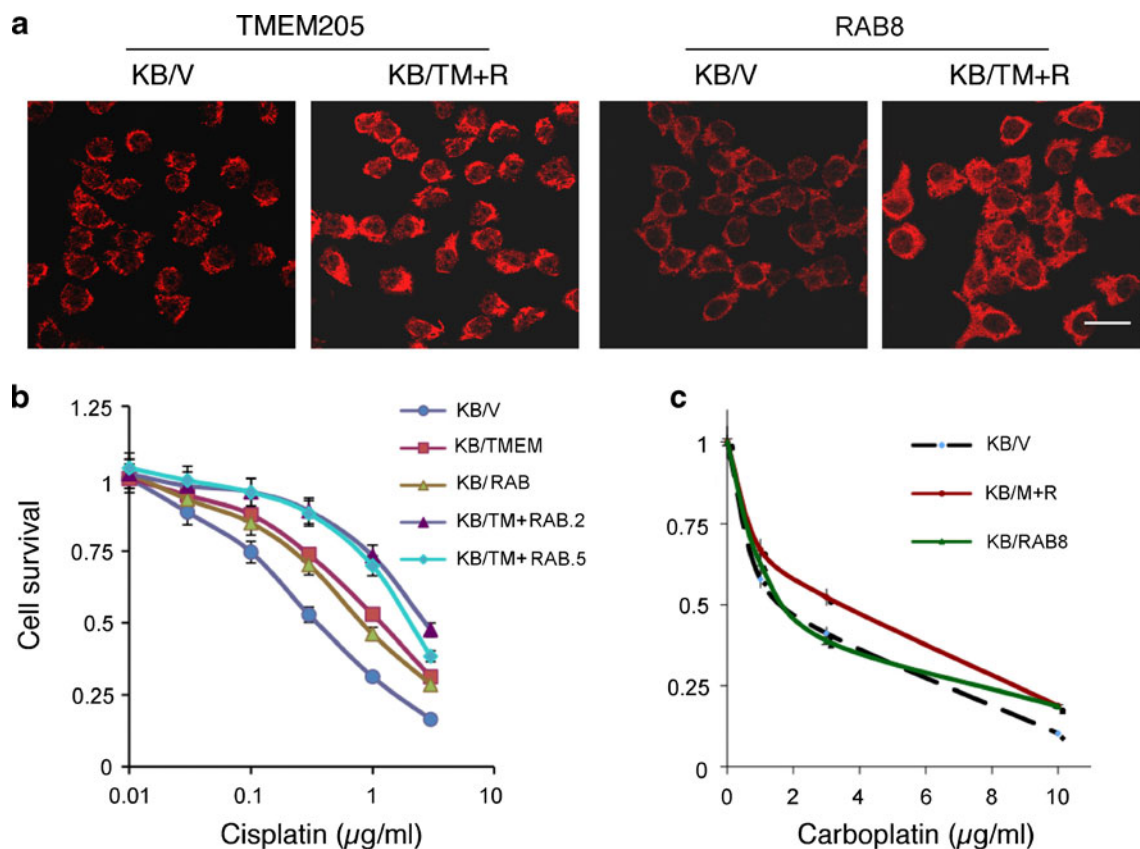 a
TMEM205 RAB8
KB/V KB/TM+R KB/V KB/TM+R
b
1.25
1
0.75
0.5
0.25
0
0.01 0.1 1 10
Cell survival
Cisplatin (µg/ml)
KB/V
KB/TMEM
KB/RAB
KB/TM+RAB.2
KB/TM+RAB.5
c
1
0.75
0.5
0.25
0
0 2 4 6 8 10
Carboplatin (µg/ml)
KB/V
KB/M+R
KB/RAB8